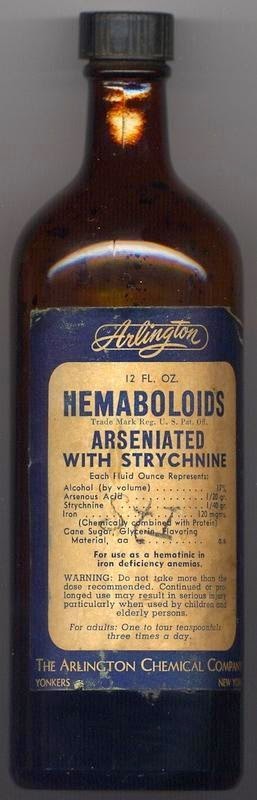 Arlington
12 FL. OZ.
HEMABOLOIDS
Trade Mark Reg. U. S. Pat. Off.
ARSENIATED
WITH STRYCHNINE
Each Fluid Ounce Represents:
Alcohol (by volume) . . . . . . . . . 17%
Arsenous Acid . . . . . . . . . . 1/20 gr.
Strychnine . . . . . . . . . . . . 1/40 gr.
Iron . . . . . . . . . . . . . . . 120 mgm.
(Chemically combined with Protein)
Cane Sugar, Glycerin, Flavoring
Material, aa . . . . . . . . . . . q.s.
For use as a hematinic in
iron deficiency anemias.
WARNING: Do not take more than the
dose recommended. Continued or pro-
longed use may result in serious injury
particularly when used by children and
elderly persons.
For adults: One to four teaspoonfuls
three times a day.
THE ARLINGTON CHEMICAL COMPANY
YONKERS NEW YORK